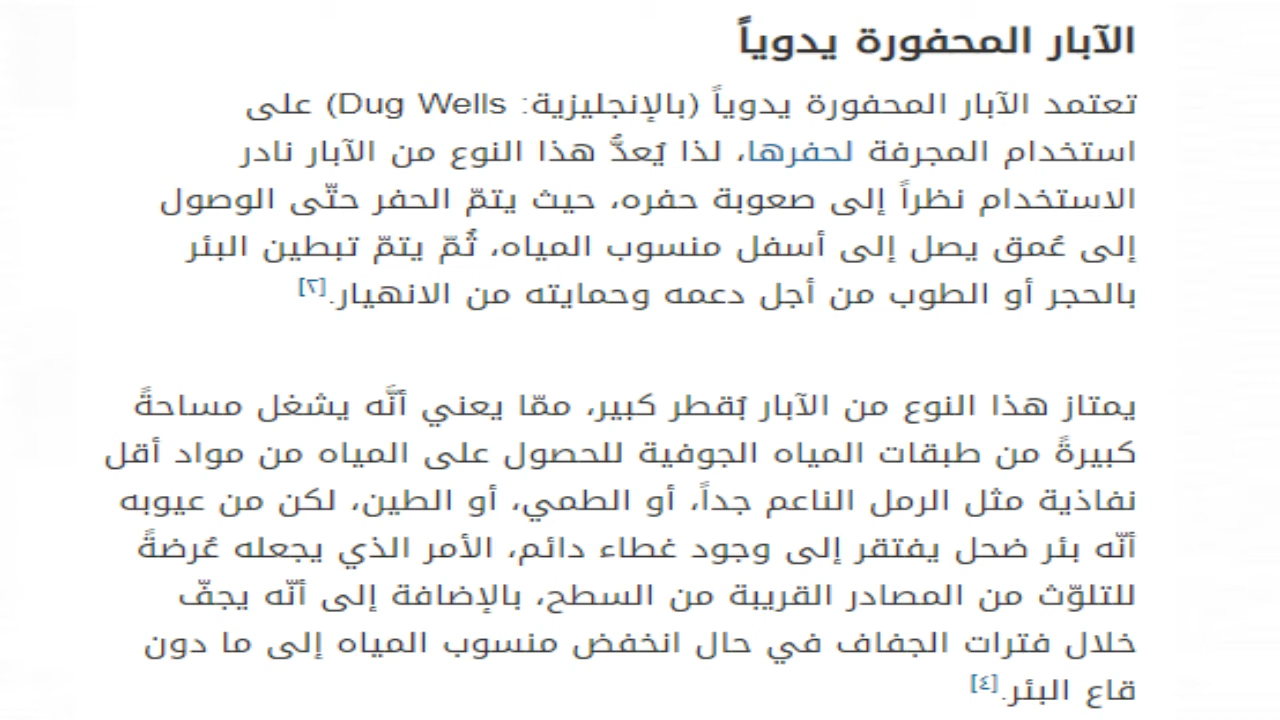 الآبار المحفورة يدوياً
تعتمد الآبار المحفورة يدوياً (بالإنجليزية: Dug Wells) على
استخدام المجرفة لحفرها، لذا يُعدُّ هذا النوع من الآبار نادر
الاستخدام نظراً إلى صعوبة حفره، حيث يتمّ الحفر حتّى الوصول
إلى عُمق يصل إلى أسفل منسوب المياه، ثُمّ يتمّ تبطين البئر
بالحجر أو الطوب من أجل دعمه وحمايته من الانهيار.[٢]
يمتاز هذا النوع من الآبار بُقطر كبير، ممّا يعني أنَّه يشغل مساحةً
كبيرةً من طبقات المياه الجوفية للحصول على المياه من مواد أقل
نفاذية مثل الرمل الناعم جداً، أو الطمي، أو الطين، لكن من عيوبه
أنّه بئر ضحل يفتقر إلى وجود غطاء دائم، الأمر الذي يجعله عُرضةً
للتلوّث من المصادر القريبة من السطح، بالإضافة إلى أنّه يجفّ
خلال فترات الجفاف في حال انخفض منسوب المياه إلى ما دون
قاع البئر.[٤]